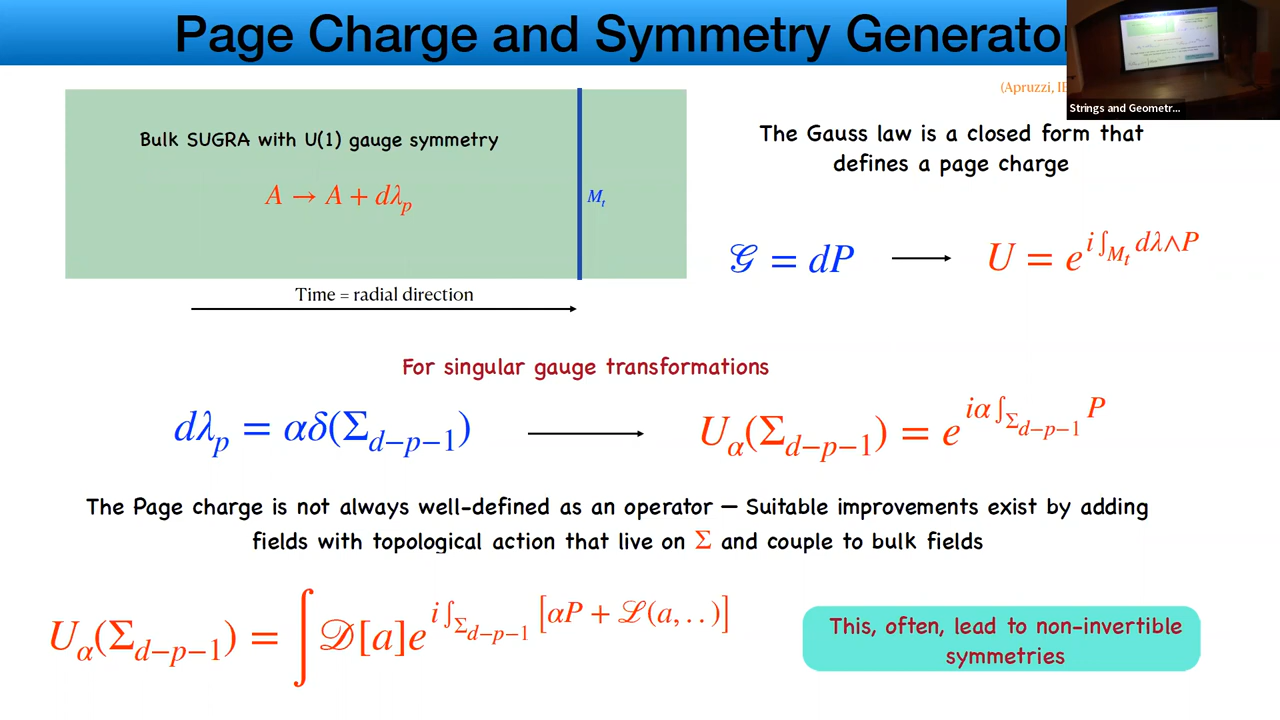 Page Charge and Symmetry Generato
(Apruzzi,
Strings and Geometr...
Bulk SUGRA with U(1) gauge symmetry
A → A + dλ_p
M_t
Time = radial direction
The Gauss law is a closed form that
defines a page charge
𝒢 = dP ⟶ U = e^{i ∫_{M_t} dλ∧P}
For singular gauge transformations
dλ_p = αδ(Σ_{d−p−1}) ⟶ U_α(Σ_{d−p−1}) = e^{iα ∫_{Σ_{d−p−1}} P}
The Page charge is not always well-defined as an operator — Suitable improvements exist by adding
fields with topological action that live on Σ and couple to bulk fields
U_α(Σ_{d−p−1}) = ∫ 𝒟[a]e^{i ∫_{Σ_{d−p−1}} [αP + ℒ(a, . . )]}
This, often, lead to non-invertible
symmetries